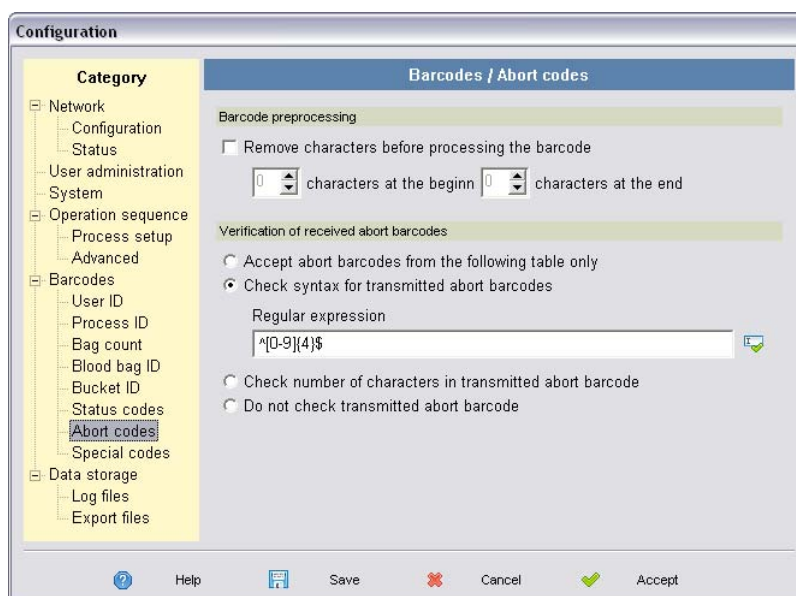 Configuration
Category
Network
Configuration
Status
User administration
System
Operation sequence
Process setup
Advanced
Barcodes
User ID
Process ID
Bag count
Blood bag ID
Bucket ID
Status codes
Abort codes
Special codes
Data storage
Log files
Export files
Barcodes / Abort codes
Barcode preprocessing
Remove characters before processing the barcode
0 characters at the beginn 0 characters at the end
Verification of received abort barcodes
Accept abort barcodes from the following table only
Check syntax for transmitted abort barcodes
Regular expression
^[0-9]{4}$
Check number of characters in transmitted abort barcode
Do not check transmitted abort barcode
Help Save Cancel Accept